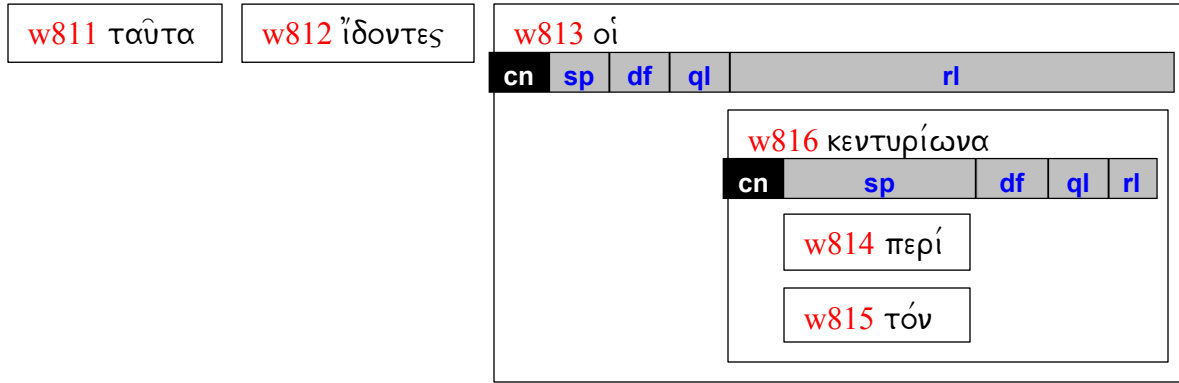 w811 ταῦτα w812 ἴδοντες w813 οἱ
cn sp df ql rl
w816 κεντυρίωνα
cn sp df ql rl
w814 περί
w815 τόν